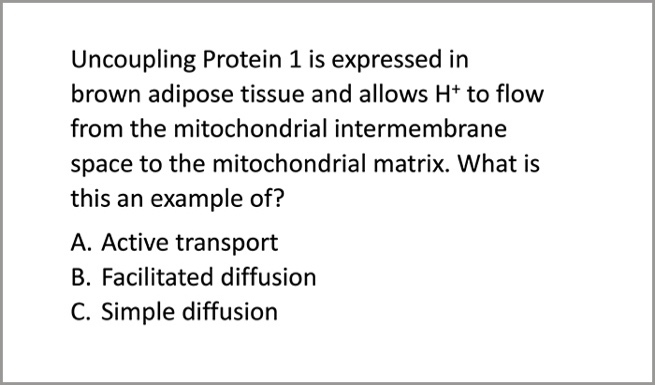 Uncoupling Protein 1 is expressed in
brown adipose tissue and allows H⁺ to flow
from the mitochondrial intermembrane
space to the mitochondrial matrix. What is
this an example of?
A. Active transport
B. Facilitated diffusion
C. Simple diffusion